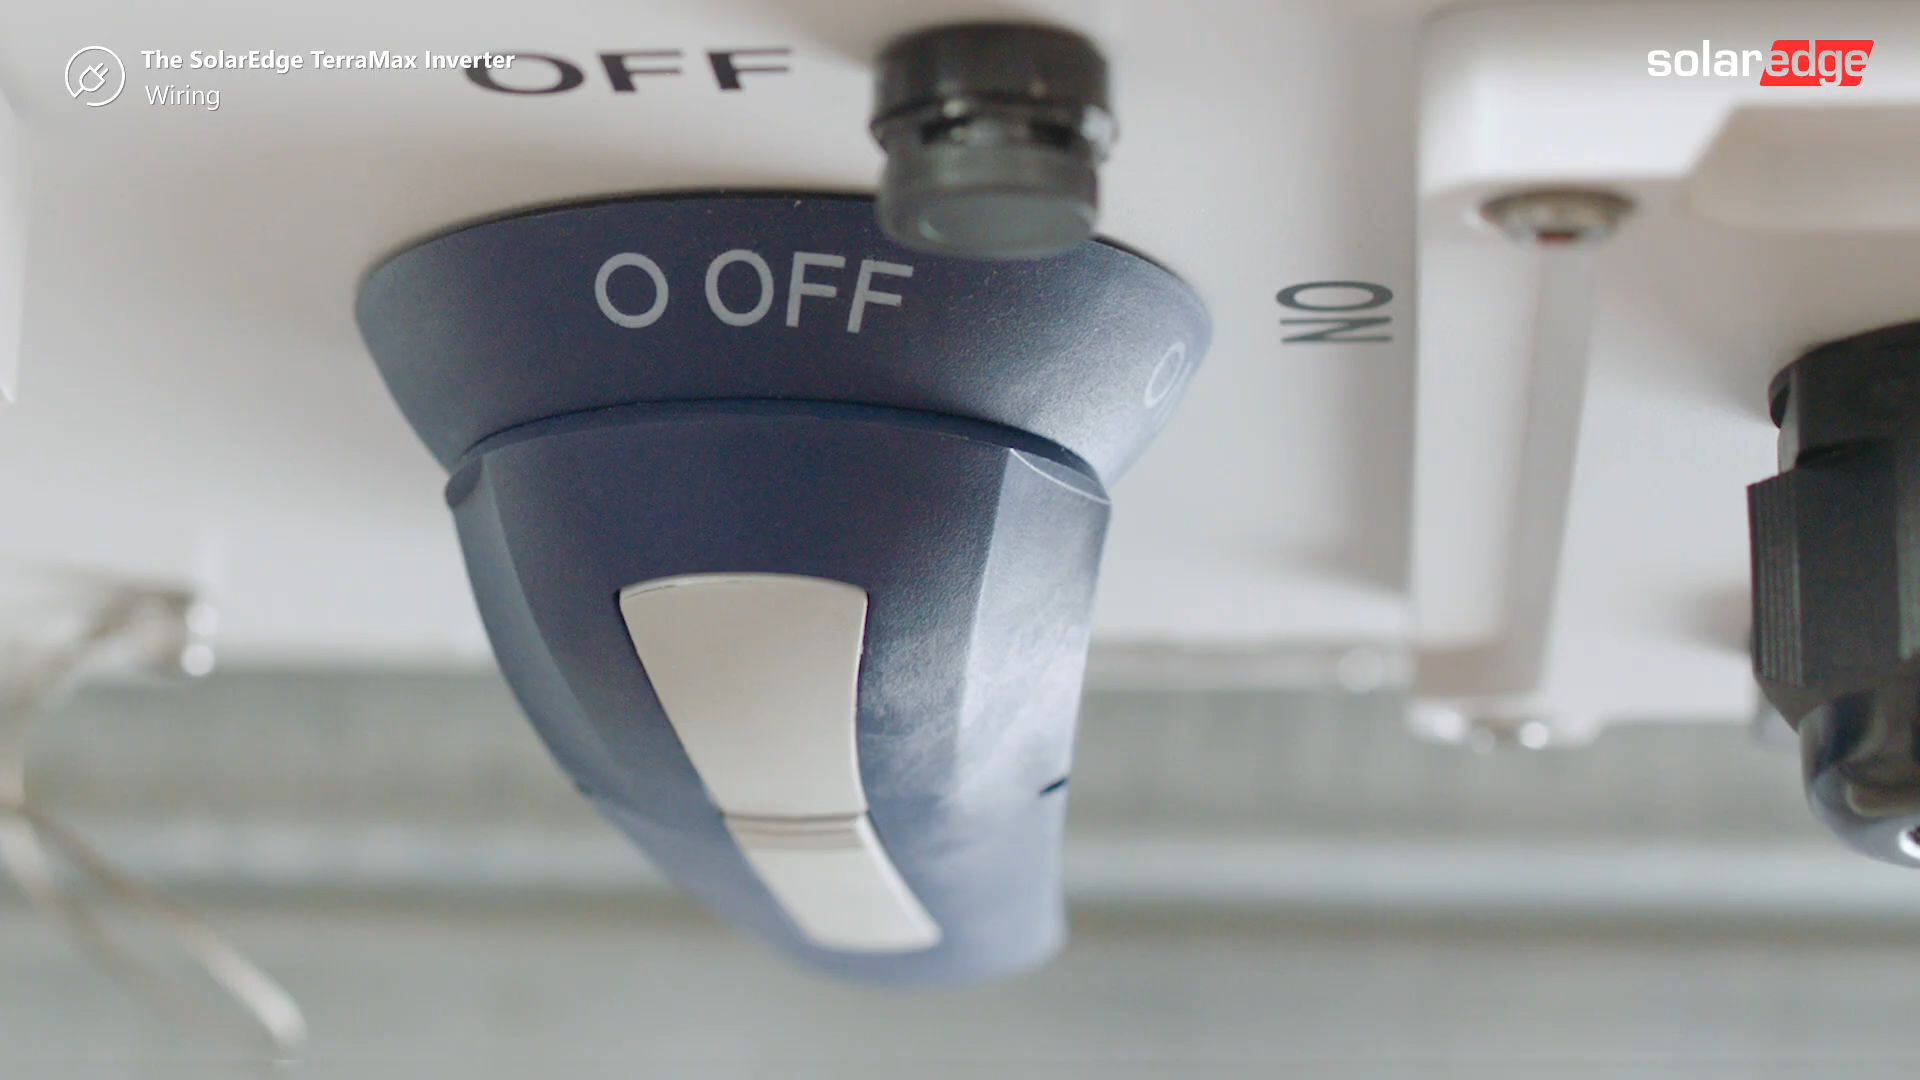 The SolarEdge TerraMax Inverter
Wiring
solaredge
OFF
O OFF
ON